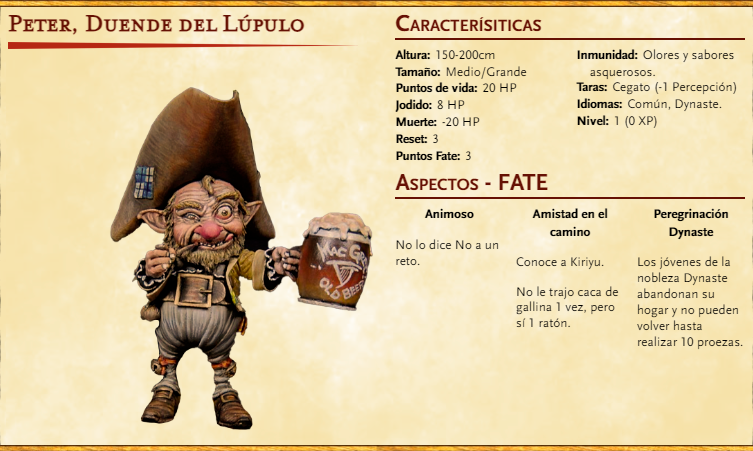 Peter, Duende del Lúpulo
Caracterísiticas
Altura: 150-200cm
Tamaño: Medio/Grande
Puntos de vida: 20 HP
Jodido: 8 HP
Muerte: -20 HP
Reset: 3
Puntos Fate: 3
Inmunidad: Olores y sabores
asquerosos.
Taras: Cegato (-1 Percepción)
Idiomas: Común, Dynaste.
Nivel: 1 (0 XP)
Aspectos - FATE
Animoso
No lo dice No a un
reto.
Amistad en el
camino
Conoce a Kiriyu.
No le trajo caca de
gallina 1 vez, pero
sí 1 ratón.
Peregrinación
Dynaste
Los jóvenes de la
nobleza Dynaste
abandonan su
hogar y no pueden
volver hasta
realizar 10 proezas.
OLD BEER